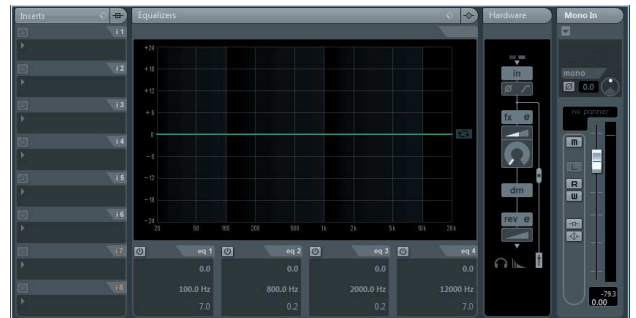 Inserts
i 1
i 2
i 3
i 4
i 5
i 6
i 7
i 8
Equalizers
+24
+18
+12
+6
0
-6
-12
-18
-24
20 50 100 200 500 1k 2k 5k 10k 20k
eq 1 eq 2 eq 3 eq 4
0.0 0.0 0.0 0.0
100.0 Hz 800.0 Hz 2000.0 Hz 12000 Hz
7.0 0.2 0.2 7.0
Hardware
in
fx e
dm
rev e
Mono In
mono
0.0
no panner
m
L
R
W
-79.3
0.00